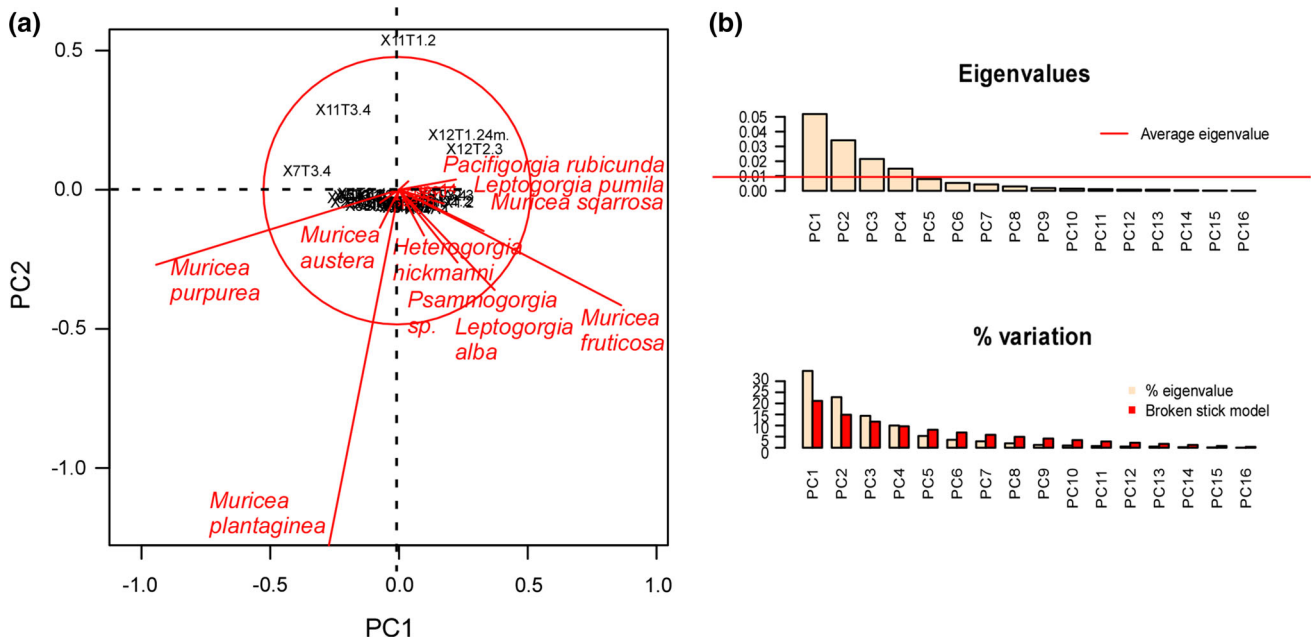 (a)
X11T1.2
X11T3.4
X12T1.24m.
X12T2.3
X7T3.4
Pacifigorgia rubicunda
Leptogorgia pumila
Muricea sqarrosa
Muricea
austera
Heterogorgia
hickmanni
Muricea
purpurea
Psammogorgia
sp.
Leptogorgia
alba
Muricea
fruticosa
Muricea
plantaginea
0.5
0.0
-0.5
-1.0
PC2
-1.0 -0.5 0.0 0.5 1.0
PC1
(b)
Eigenvalues
0.05
0.04
0.03
0.02
0.01
0.00
Average eigenvalue
PC1 PC2 PC3 PC4 PC5 PC6 PC7 PC8 PC9 PC10 PC11 PC12 PC13 PC14 PC15 PC16
% variation
30
25
20
15
10
5
0
% eigenvalue
Broken stick model
PC1 PC2 PC3 PC4 PC5 PC6 PC7 PC8 PC9 PC10 PC11 PC12 PC13 PC14 PC15 PC16